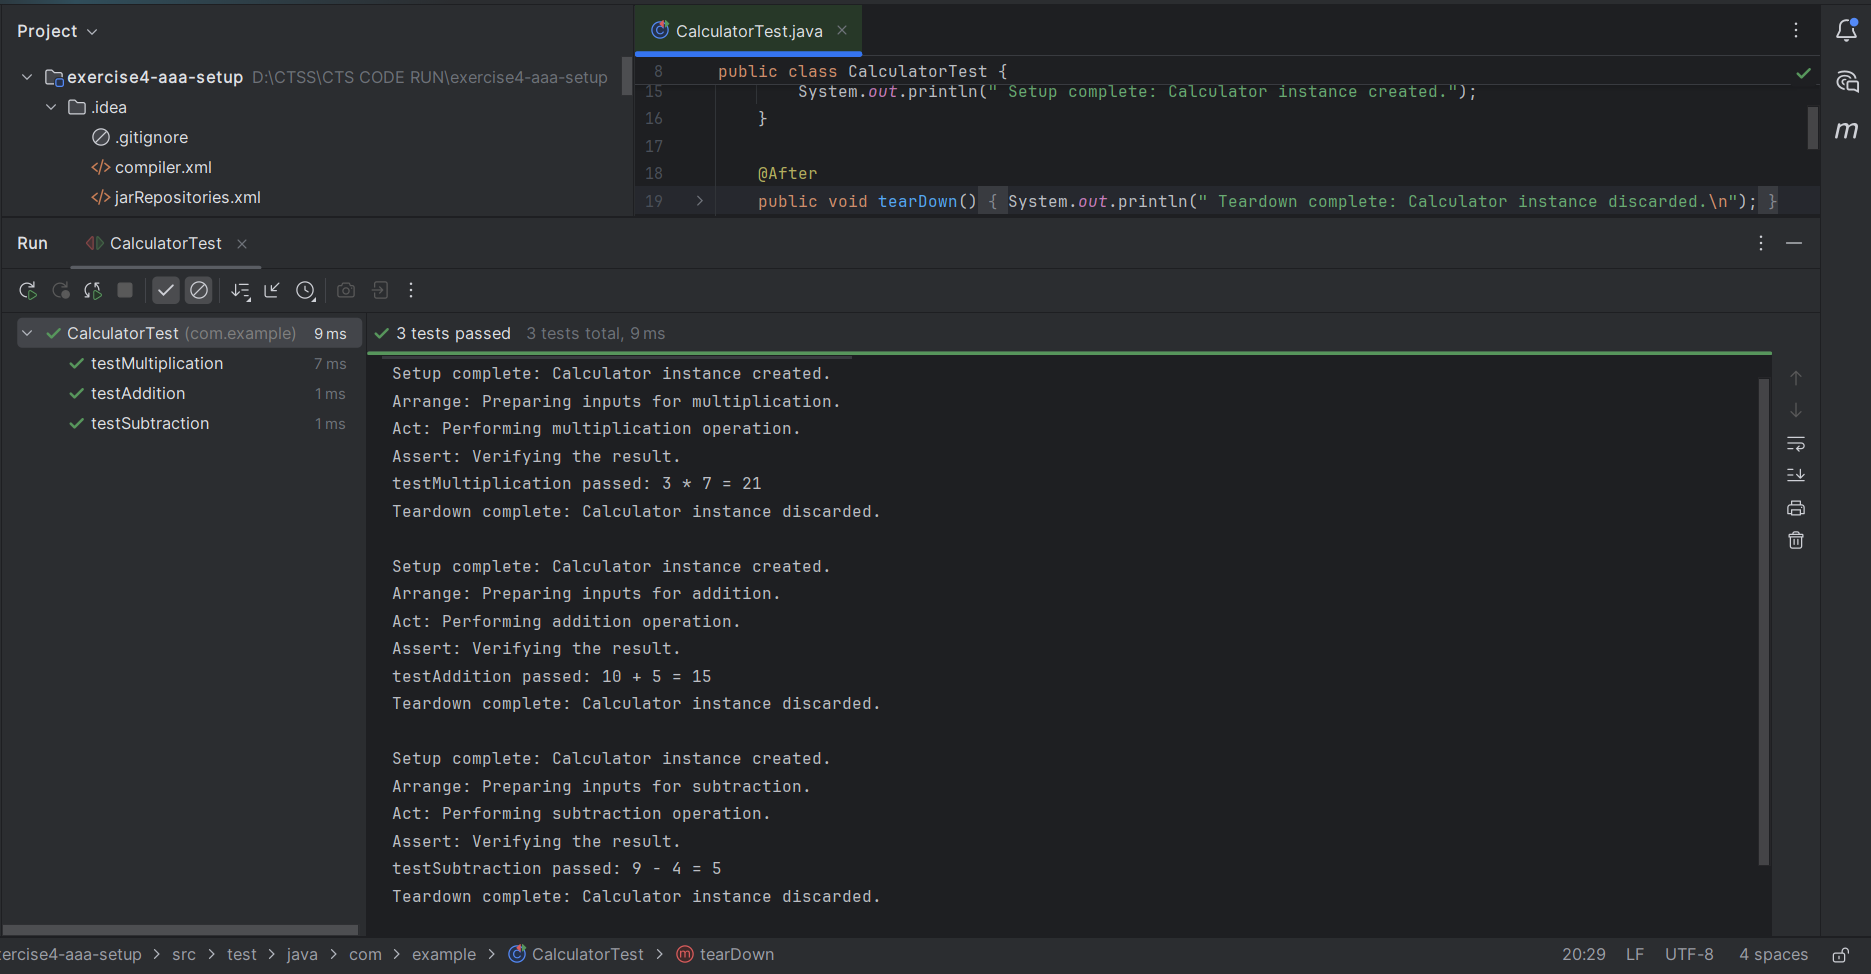 Project
exercise4-aaa-setup D:\CTSS\CTS CODE RUN\exercise4-aaa-setup
.idea
.gitignore
compiler.xml
jarRepositories.xml
CalculatorTest.java
8 public class CalculatorTest {
15 System.out.println(" Setup complete: Calculator instance created.");
16 }
17
18 @After
19 public void tearDown() { System.out.println(" Teardown complete: Calculator instance discarded.\n"); }
m
Run CalculatorTest
CalculatorTest (com.example) 9 ms
testMultiplication 7 ms
testAddition 1 ms
testSubtraction 1 ms
3 tests passed 3 tests total, 9 ms
Setup complete: Calculator instance created.
Arrange: Preparing inputs for multiplication.
Act: Performing multiplication operation.
Assert: Verifying the result.
testMultiplication passed: 3 * 7 = 21
Teardown complete: Calculator instance discarded.
Setup complete: Calculator instance created.
Arrange: Preparing inputs for addition.
Act: Performing addition operation.
Assert: Verifying the result.
testAddition passed: 10 + 5 = 15
Teardown complete: Calculator instance discarded.
Setup complete: Calculator instance created.
Arrange: Preparing inputs for subtraction.
Act: Performing subtraction operation.
Assert: Verifying the result.
testSubtraction passed: 9 - 4 = 5
Teardown complete: Calculator instance discarded.
ercise4-aaa-setup > src > test > java > com > example > CalculatorTest > tearDown 20:29 LF UTF-8 4 spaces